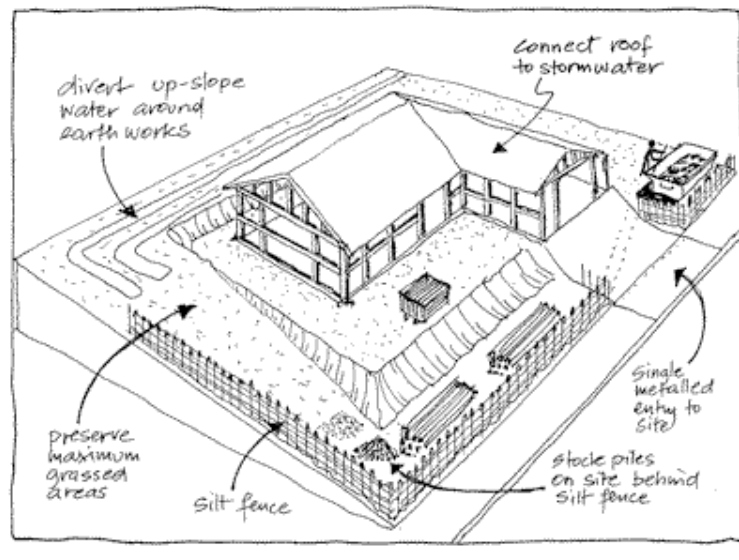 divert up-slope
water around
earth works
connect roof
to stormwater
single
metalled
entry to
site
preserve
maximum
grassed
areas
silt fence
stock piles
on site behind
silt fence